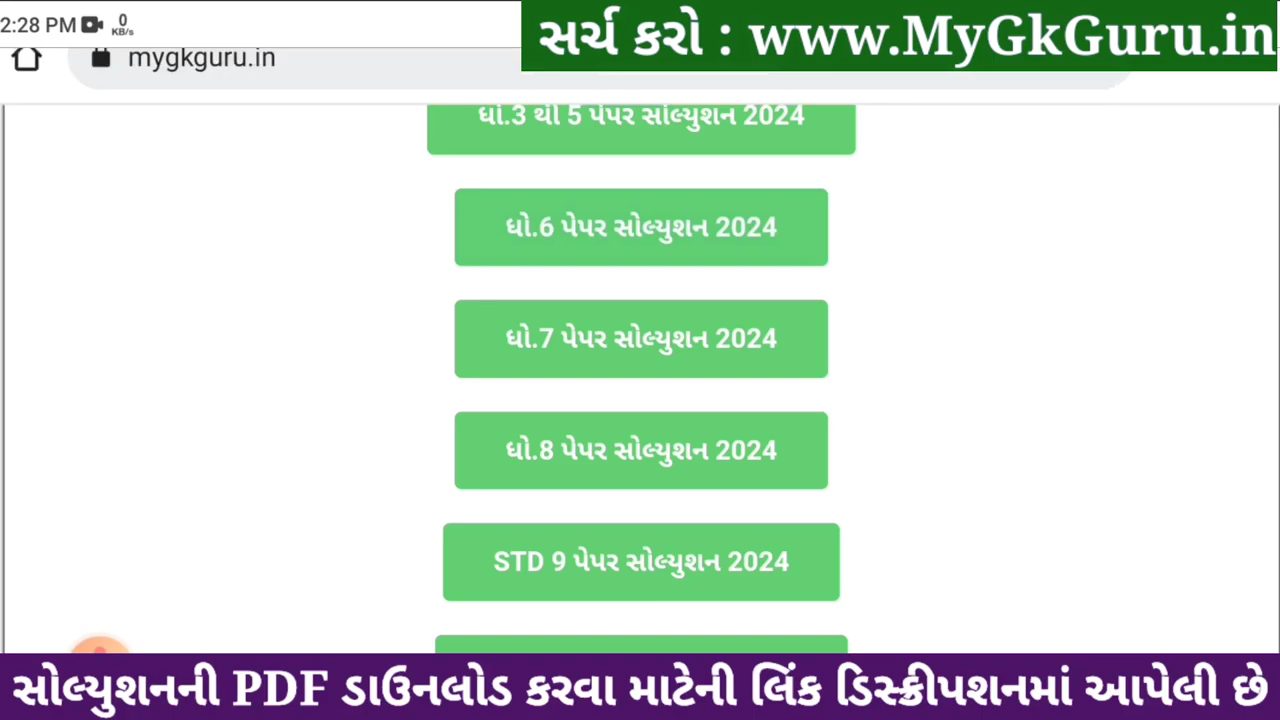 2:28 PM 0 KB/s
સર્ચ કરો : www.MyGkGuru.in
mygkguru.in
ધો.3 થી 5 પેપર સોલ્યુશન 2024
ધો.6 પેપર સોલ્યુશન 2024
ધો.7 પેપર સોલ્યુશન 2024
ધો.8 પેપર સોલ્યુશન 2024
STD 9 પેપર સોલ્યુશન 2024
સોલ્યુશનની PDF ડાઉનલોડ કરવા માટેની લિંક ડિસ્ક્રીપશનમાં આપેલી છે